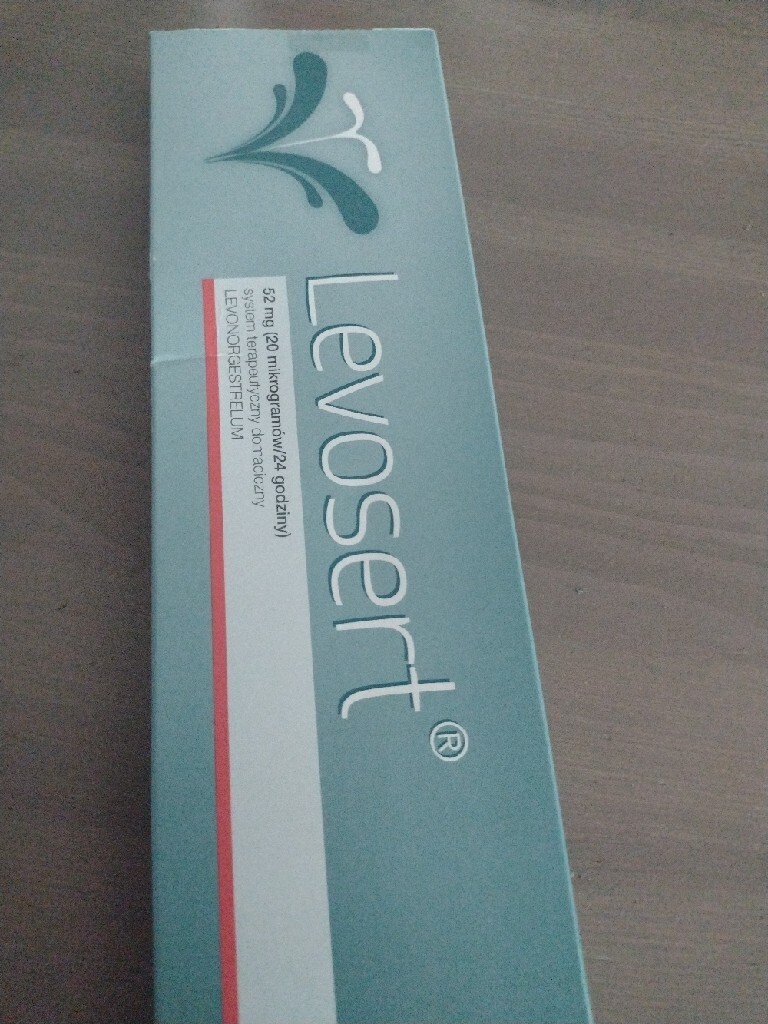 Levosert®
52 mg (20 mikrogramów/24 godziny)
system terapeutyczny domaciczny
LEVONORGESTRELUM